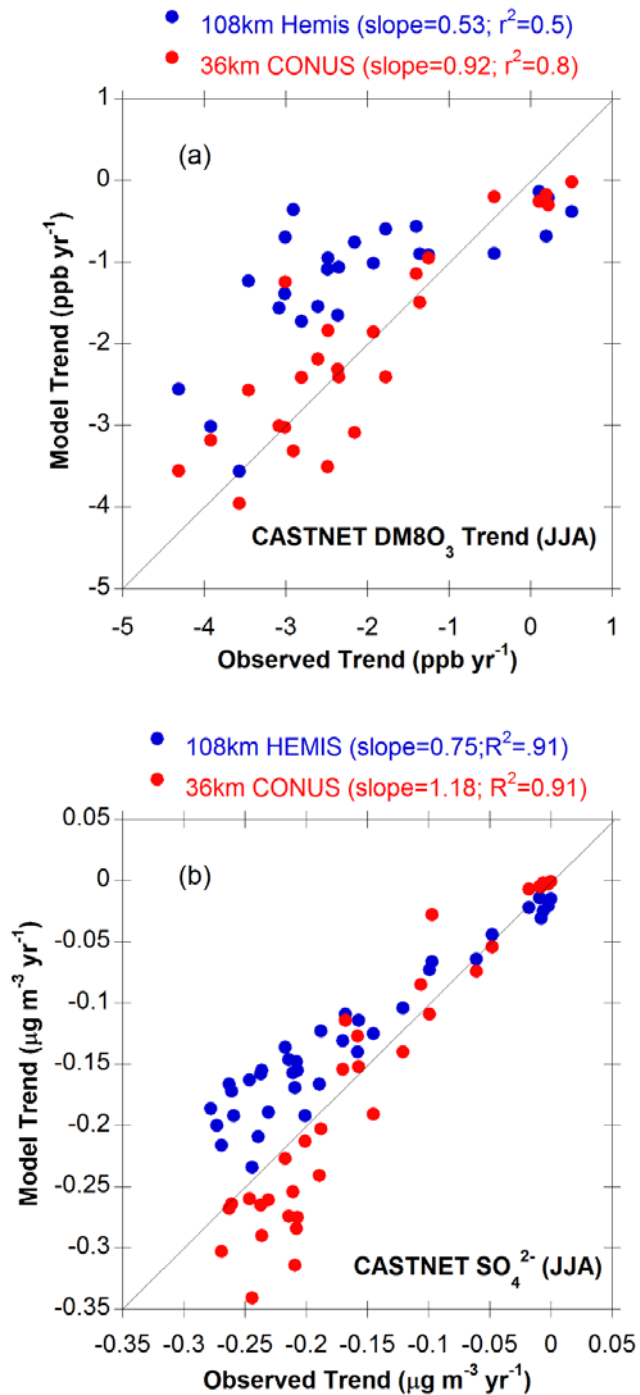 108km Hemis (slope=0.53; r²=0.5)
36km CONUS (slope=0.92; r²=0.8)
1
0
-1
-2
-3
-4
-5
(a)
Model Trend (ppb yr⁻¹)
CASTNET DM8O₃ Trend (JJA)
-5 -4 -3 -2 -1 0 1
Observed Trend (ppb yr⁻¹)
108km HEMIS (slope=0.75;R²=.91)
36km CONUS (slope=1.18; R²=0.91)
0.05
0
-0.05
-0.1
-0.15
-0.2
-0.25
-0.3
-0.35
(b)
Model Trend (μg m⁻³ yr⁻¹)
CASTNET SO₄²⁻ (JJA)
-0.35 -0.3 -0.25 -0.2 -0.15 -0.1 -0.05 0 0.05
Observed Trend (μg m⁻³ yr⁻¹)